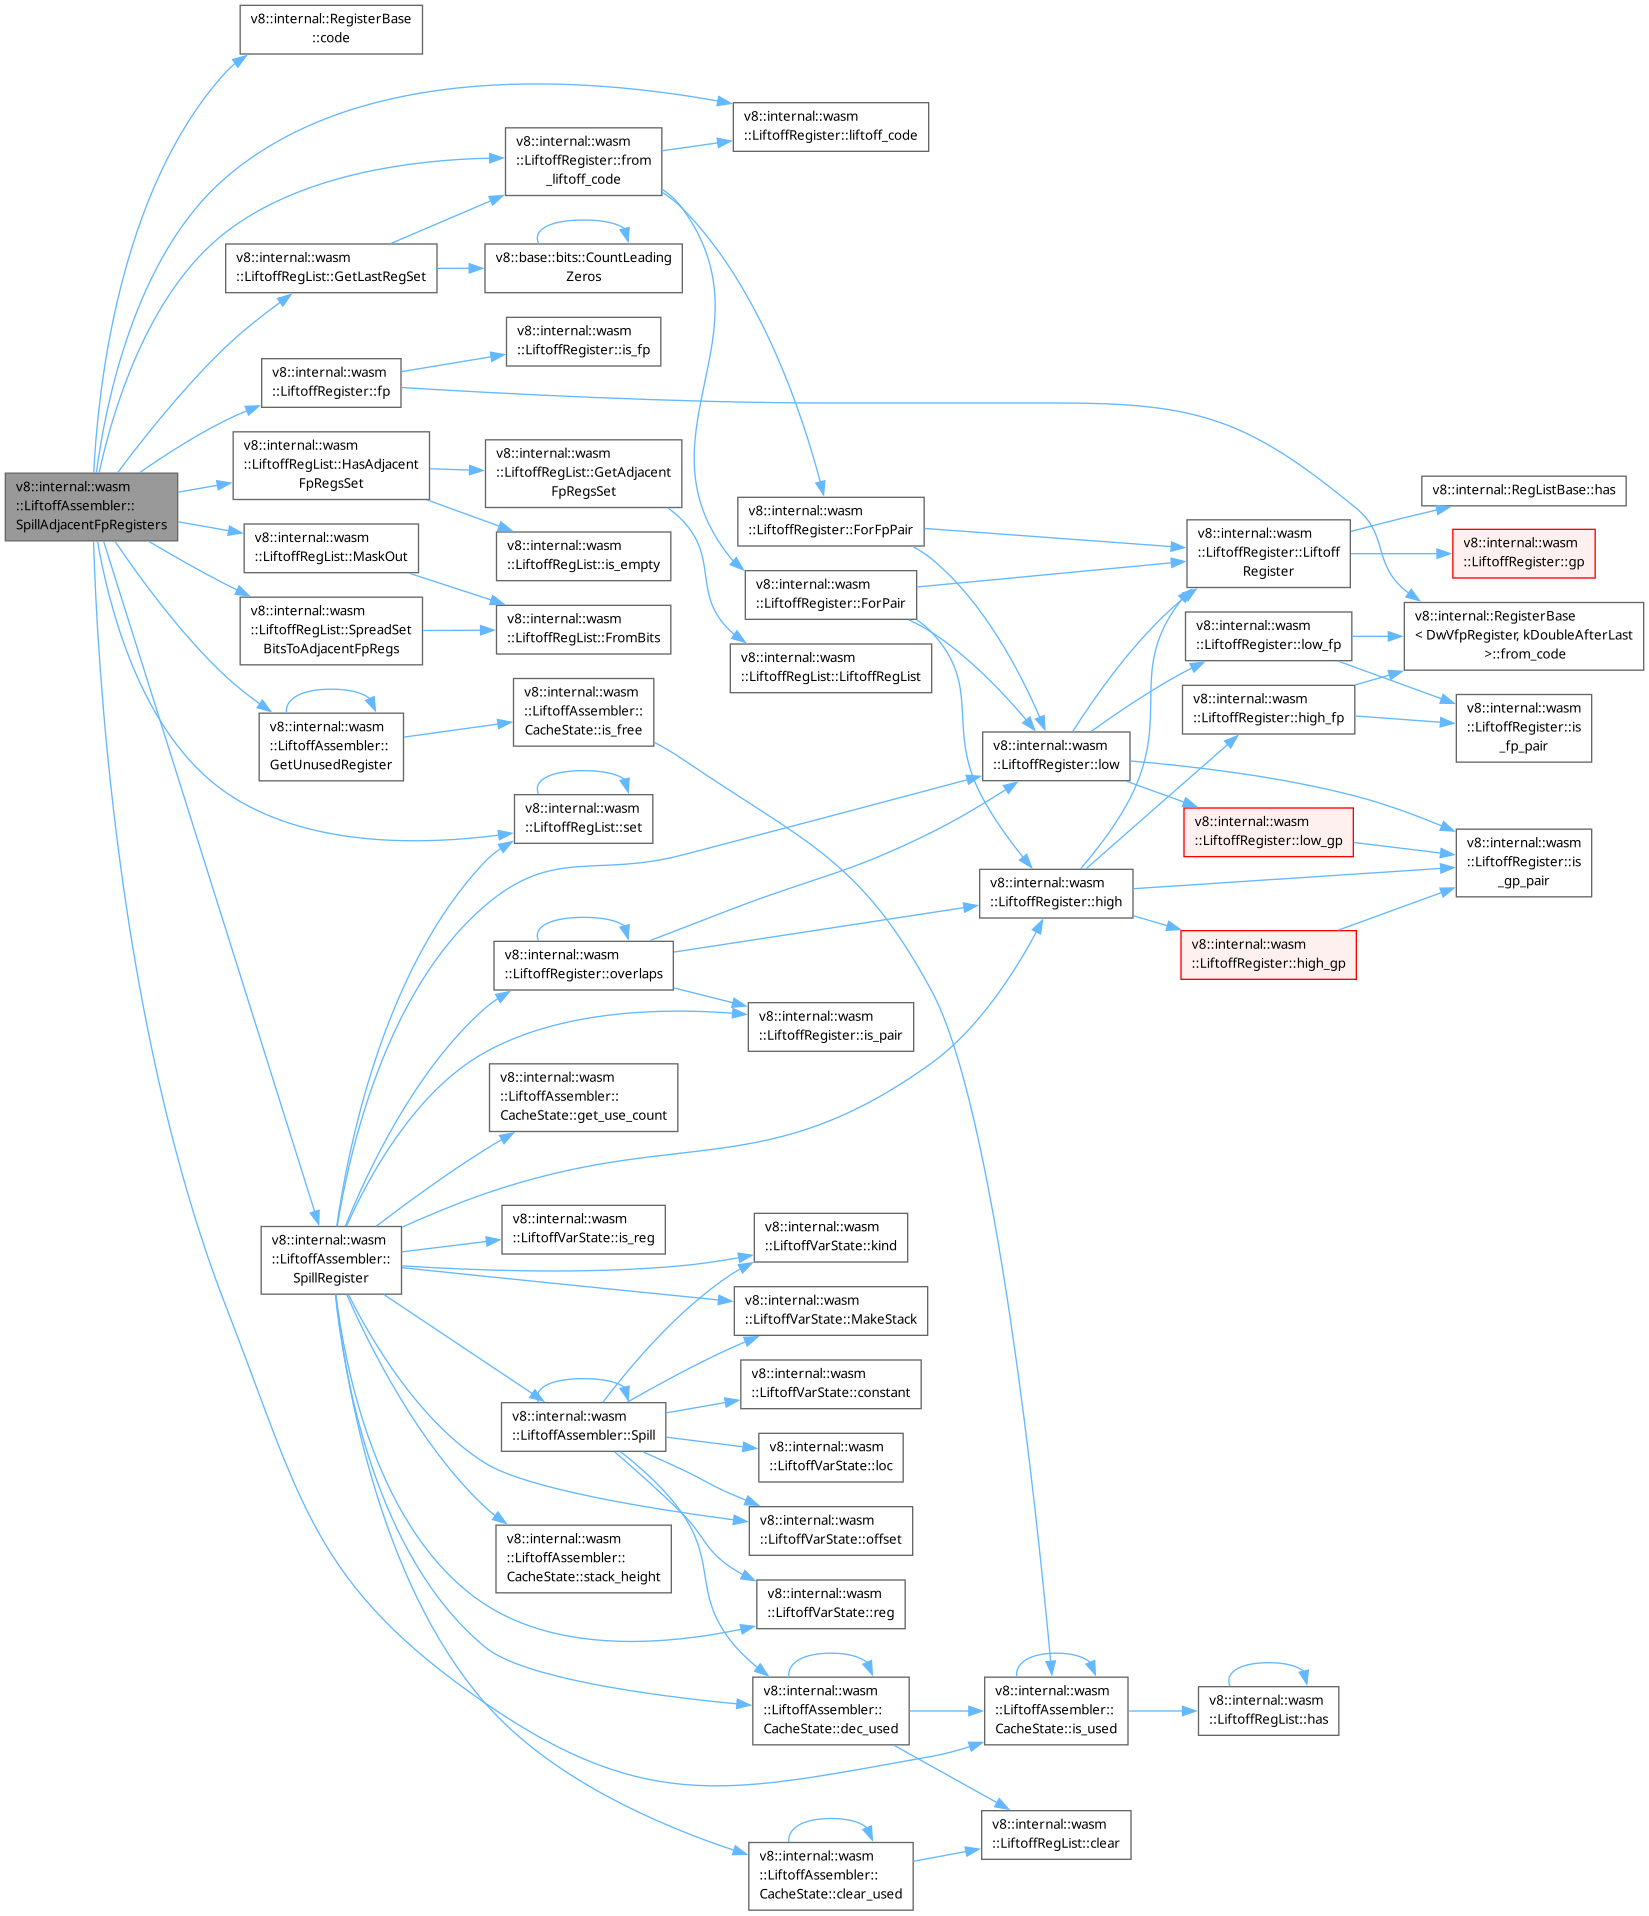 v8::internal::RegisterBase
::code
v8::internal::wasm
::LiftoffRegister::liftoff_code
v8::internal::wasm
::LiftoffRegister::from
_liftoff_code
v8::internal::wasm
::LiftoffRegList::GetLastRegSet
v8::base::bits::CountLeading
Zeros
v8::internal::wasm
::LiftoffRegister::is_fp
v8::internal::wasm
::LiftoffRegister::fp
v8::internal::wasm
::LiftoffRegList::HasAdjacent
FpRegsSet
v8::internal::wasm
::LiftoffRegList::GetAdjacent
FpRegsSet
v8::internal::wasm
::LiftoffAssembler::
SpillAdjacentFpRegisters
v8::internal::wasm
::LiftoffRegList::MaskOut
v8::internal::wasm
::LiftoffRegList::is_empty
v8::internal::wasm
::LiftoffRegister::ForFpPair
v8::internal::wasm
::LiftoffRegister::Liftoff
Register
v8::internal::RegListBase::has
v8::internal::wasm
::LiftoffRegister::gp
v8::internal::wasm
::LiftoffRegister::ForPair
v8::internal::wasm
::LiftoffRegList::SpreadSet
BitsToAdjacentFpRegs
v8::internal::wasm
::LiftoffRegList::FromBits
v8::internal::wasm
::LiftoffRegister::low_fp
v8::internal::RegisterBase
< DwVfpRegister, kDoubleAfterLast
>::from_code
v8::internal::wasm
::LiftoffRegList::LiftoffRegList
v8::internal::wasm
::LiftoffAssembler::
GetUnusedRegister
v8::internal::wasm
::LiftoffAssembler::
CacheState::is_free
v8::internal::wasm
::LiftoffRegister::high_fp
v8::internal::wasm
::LiftoffRegister::is
_fp_pair
v8::internal::wasm
::LiftoffRegister::low
v8::internal::wasm
::LiftoffRegList::set
v8::internal::wasm
::LiftoffRegister::low_gp
v8::internal::wasm
::LiftoffRegister::is
_gp_pair
v8::internal::wasm
::LiftoffRegister::high
v8::internal::wasm
::LiftoffRegister::overlaps
v8::internal::wasm
::LiftoffRegister::high_gp
v8::internal::wasm
::LiftoffRegister::is_pair
v8::internal::wasm
::LiftoffAssembler::
CacheState::get_use_count
v8::internal::wasm
::LiftoffAssembler::
SpillRegister
v8::internal::wasm
::LiftoffVarState::is_reg
v8::internal::wasm
::LiftoffVarState::kind
v8::internal::wasm
::LiftoffVarState::MakeStack
v8::internal::wasm
::LiftoffVarState::constant
v8::internal::wasm
::LiftoffAssembler::Spill
v8::internal::wasm
::LiftoffVarState::loc
v8::internal::wasm
::LiftoffVarState::offset
v8::internal::wasm
::LiftoffAssembler::
CacheState::stack_height
v8::internal::wasm
::LiftoffVarState::reg
v8::internal::wasm
::LiftoffAssembler::
CacheState::dec_used
v8::internal::wasm
::LiftoffAssembler::
CacheState::is_used
v8::internal::wasm
::LiftoffRegList::has
v8::internal::wasm
::LiftoffRegList::clear
v8::internal::wasm
::LiftoffAssembler::
CacheState::clear_used